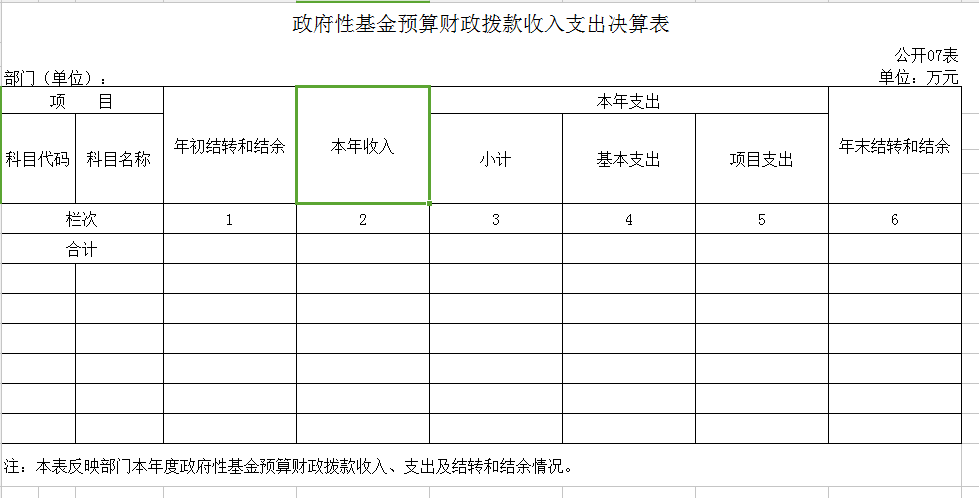 政府性基金预算财政拨款收入支出决算表
公开07表
部门（单位）： 单位：万元
项 目 年初结转和结余 本年收入 本年支出 年末结转和结余
科目代码 科目名称 小计 基本支出 项目支出
栏次 1 2 3 4 5 6
合计
注：本表反映部门本年度政府性基金预算财政拨款收入、支出及结转和结余情况。